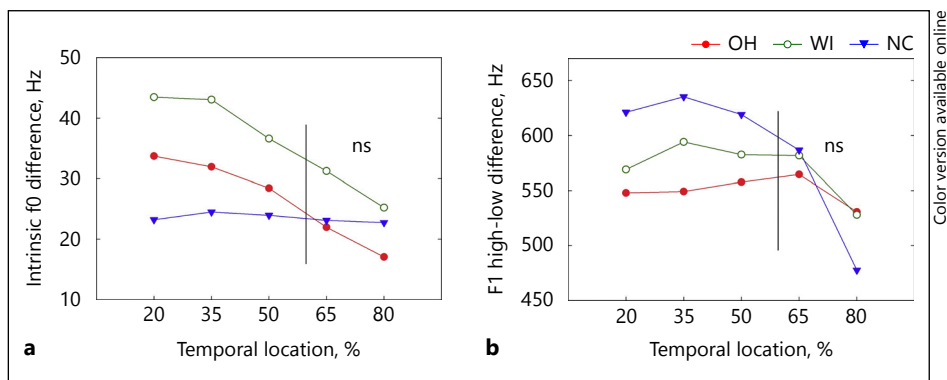 OH WI NC
Color version available online
Intrinsic f0 difference, Hz
50
40
30
20
10
ns
20 35 50 65 80
Temporal location, %
a
F1 high-low difference, Hz
650
600
550
500
450
ns
20 35 50 65 80
Temporal location, %
b